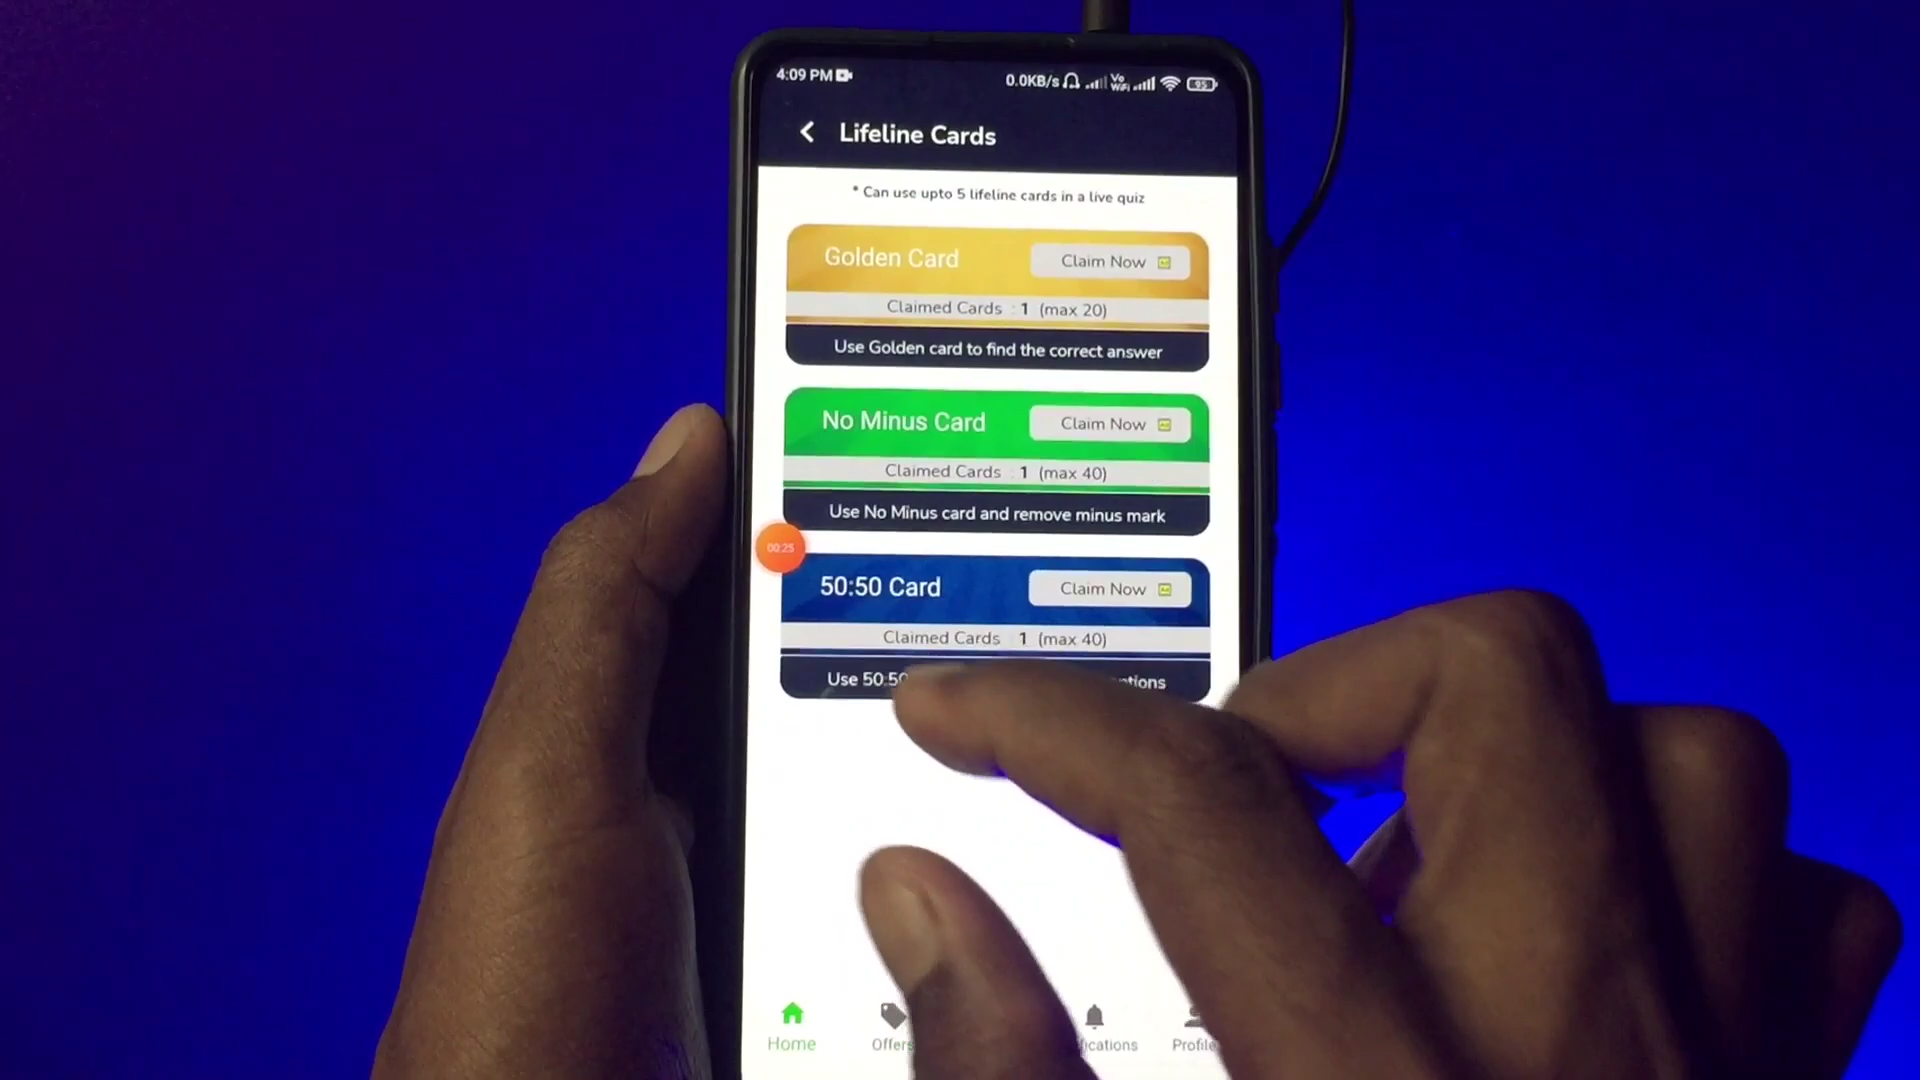 4:09 PM 0.0KB/s Vo WiFi 95
Lifeline Cards
* Can use upto 5 lifeline cards in a live quiz
Golden Card Claim Now
Claimed Cards : 1 (max 20)
Use Golden card to find the correct answer
No Minus Card Claim Now
Claimed Cards : 1 (max 40)
Use No Minus card and remove minus mark
00:25
50:50 Card Claim Now
Claimed Cards : 1 (max 40)
Use 50:50
Home Offers Profile